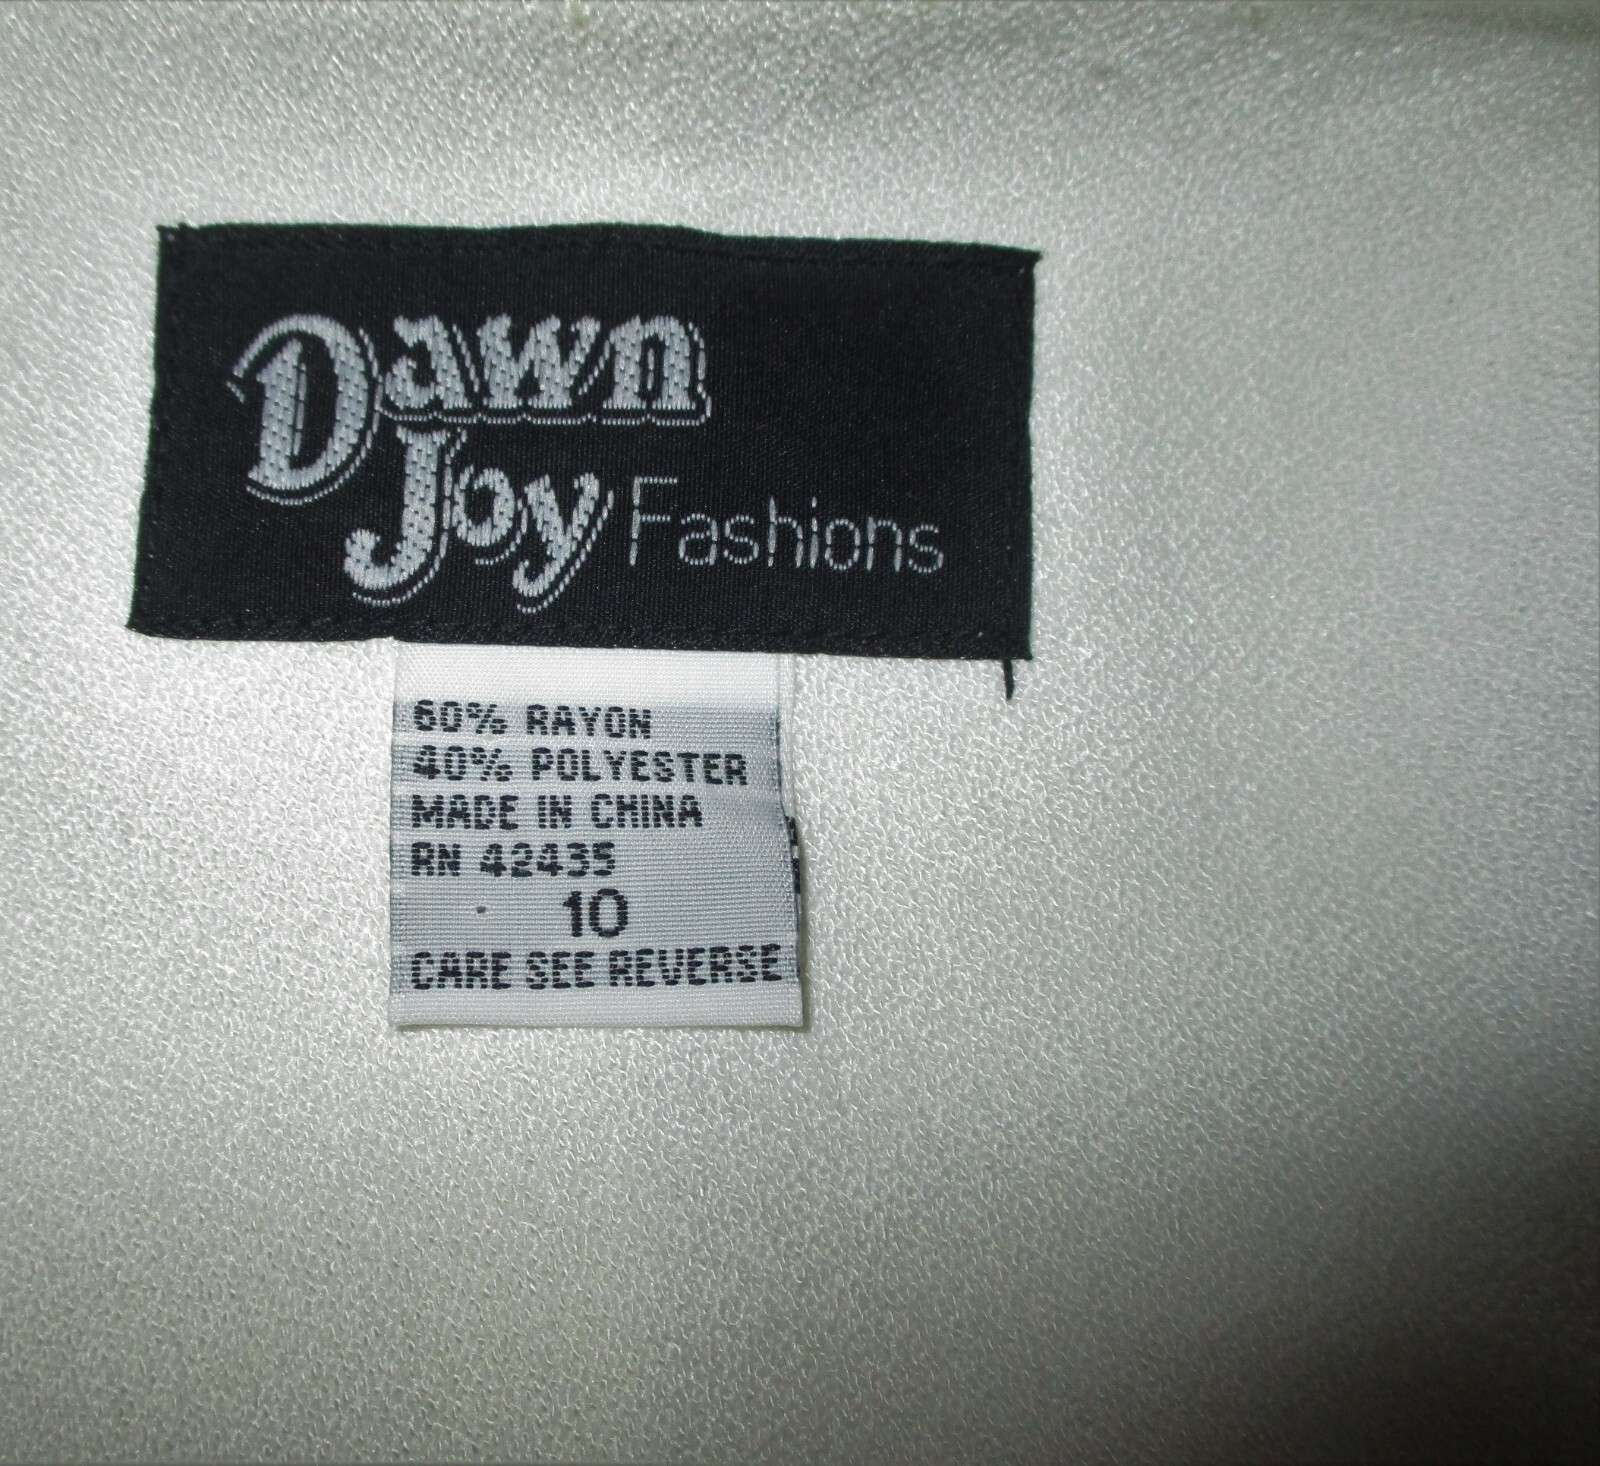 Dawn
Joy Fashions
60% RAYON
40% POLYESTER
MADE IN CHINA
RN 42435
10
CARE SEE REVERSE